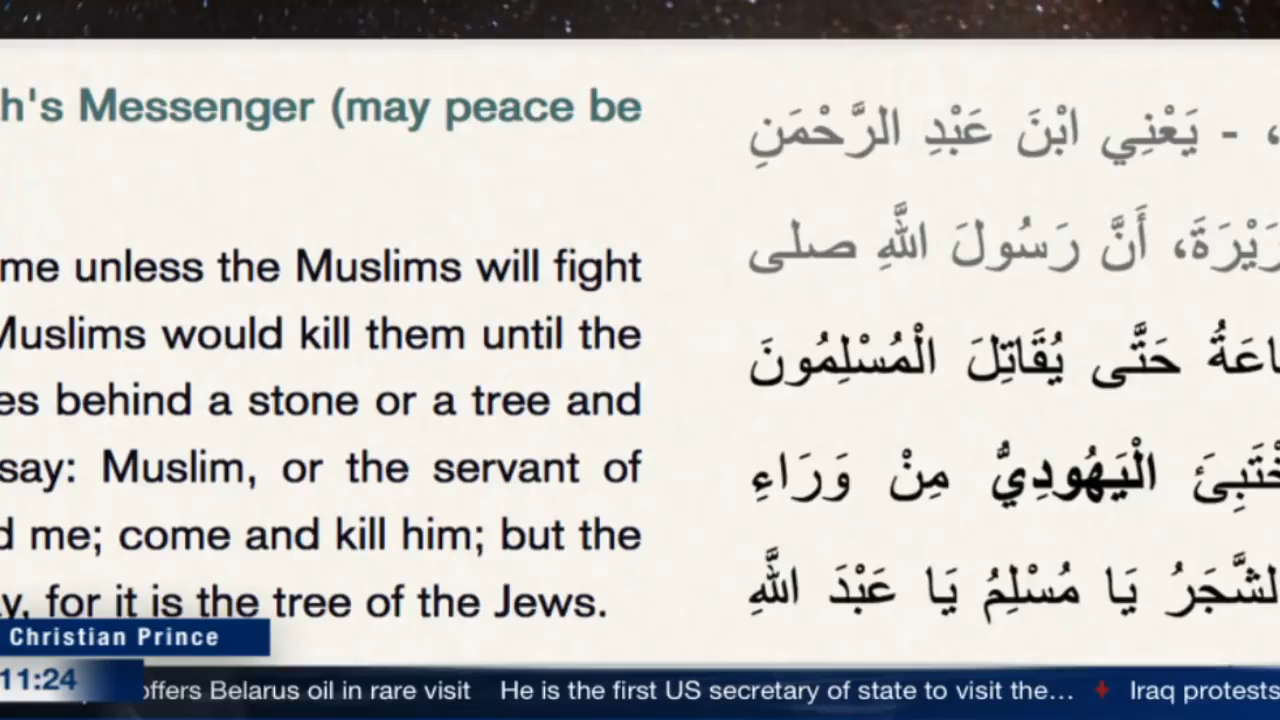 h's Messenger (may peace be
me unless the Muslims will fight
Muslims would kill them until the
es behind a stone or a tree and
say: Muslim, or the servant of
d me; come and kill him; but the
y, for it is the tree of the Jews.
، - يَعْنِي ابْنَ عَبْدِ الرَّحْمَنِ
رَيْرَةَ، أَنَّ رَسُولَ اللَّهِ صلى
اعَةُ حَتَّى يُقَاتِلَ الْمُسْلِمُونَ
خْتَبِئَ الْيَهُودِيُّ مِنْ وَرَاءِ
الشَّجَرُ يَا مُسْلِمُ يَا عَبْدَ اللَّهِ
Christian Prince
11:24
offers Belarus oil in rare visit He is the first US secretary of state to visit the... Iraq protests